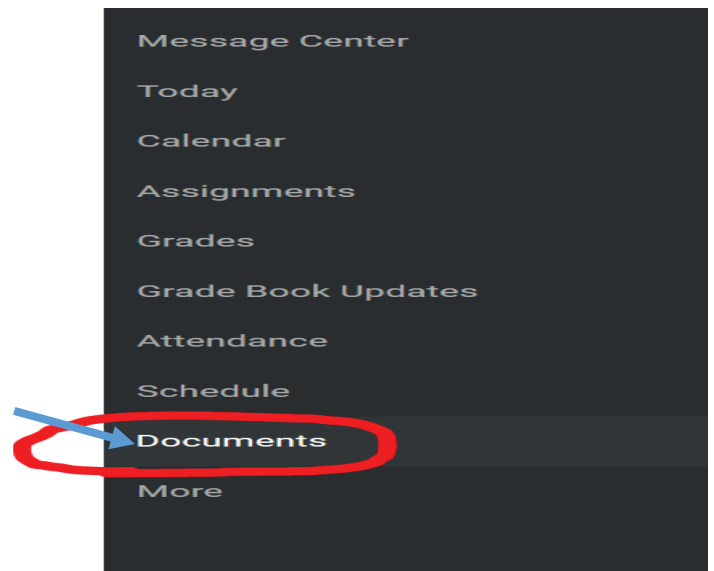 Message Center
Today
Calendar
Assignments
Grades
Grade Book Updates
Attendance
Schedule
Documents
More